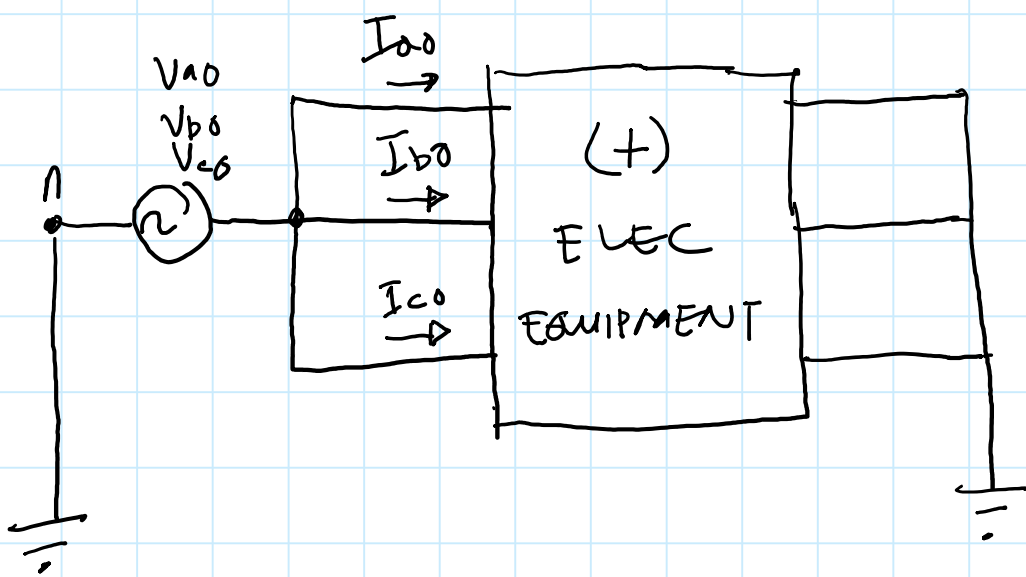 Iao
Vao
Vbo
Vco
Ibo
(+)
n
ELEC
Ico
EQUIPMENT